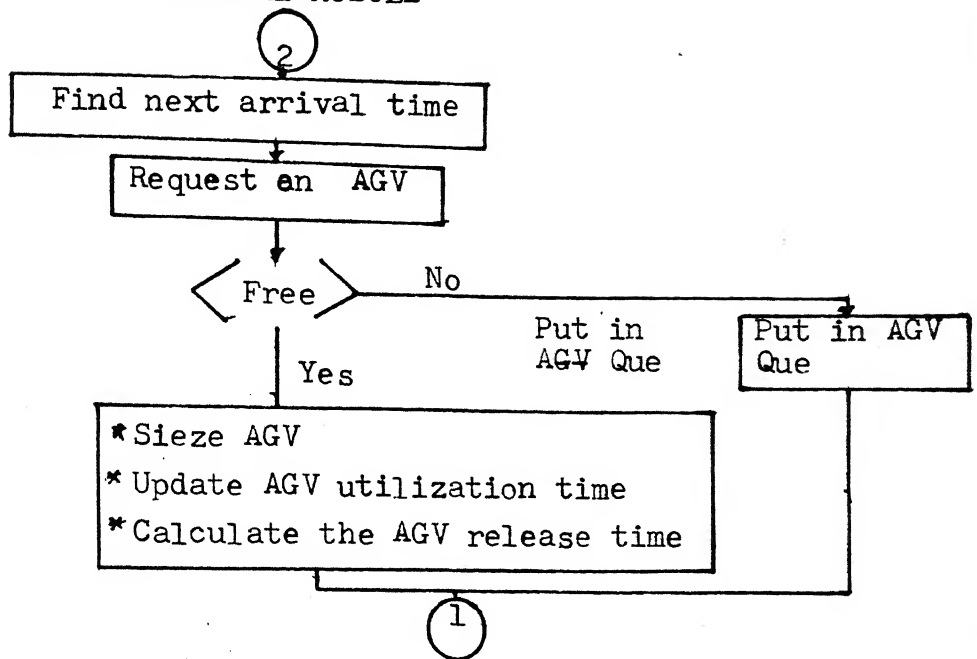 2
Find next arrival time
Request an AGV
Free
No
Put in
AGV Que
Put in AGV
Que
Yes
*Sieze AGV
* Update AGV utilization time
*Calculate the AGV release time
1